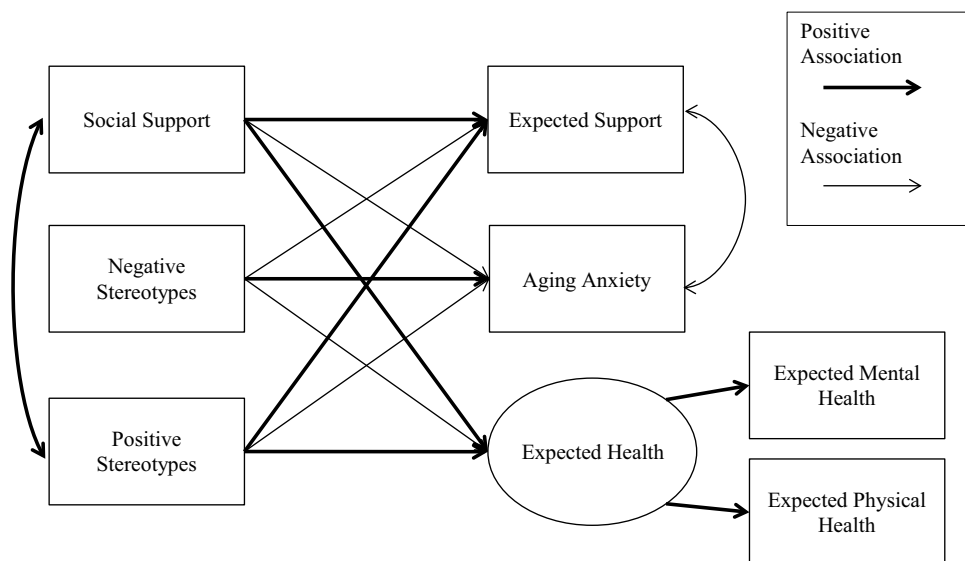 Positive
Association
Negative
Association
Social Support
Expected Support
Negative
Stereotypes
Aging Anxiety
Positive
Stereotypes
Expected Health
Expected Mental
Health
Expected Physical
Health